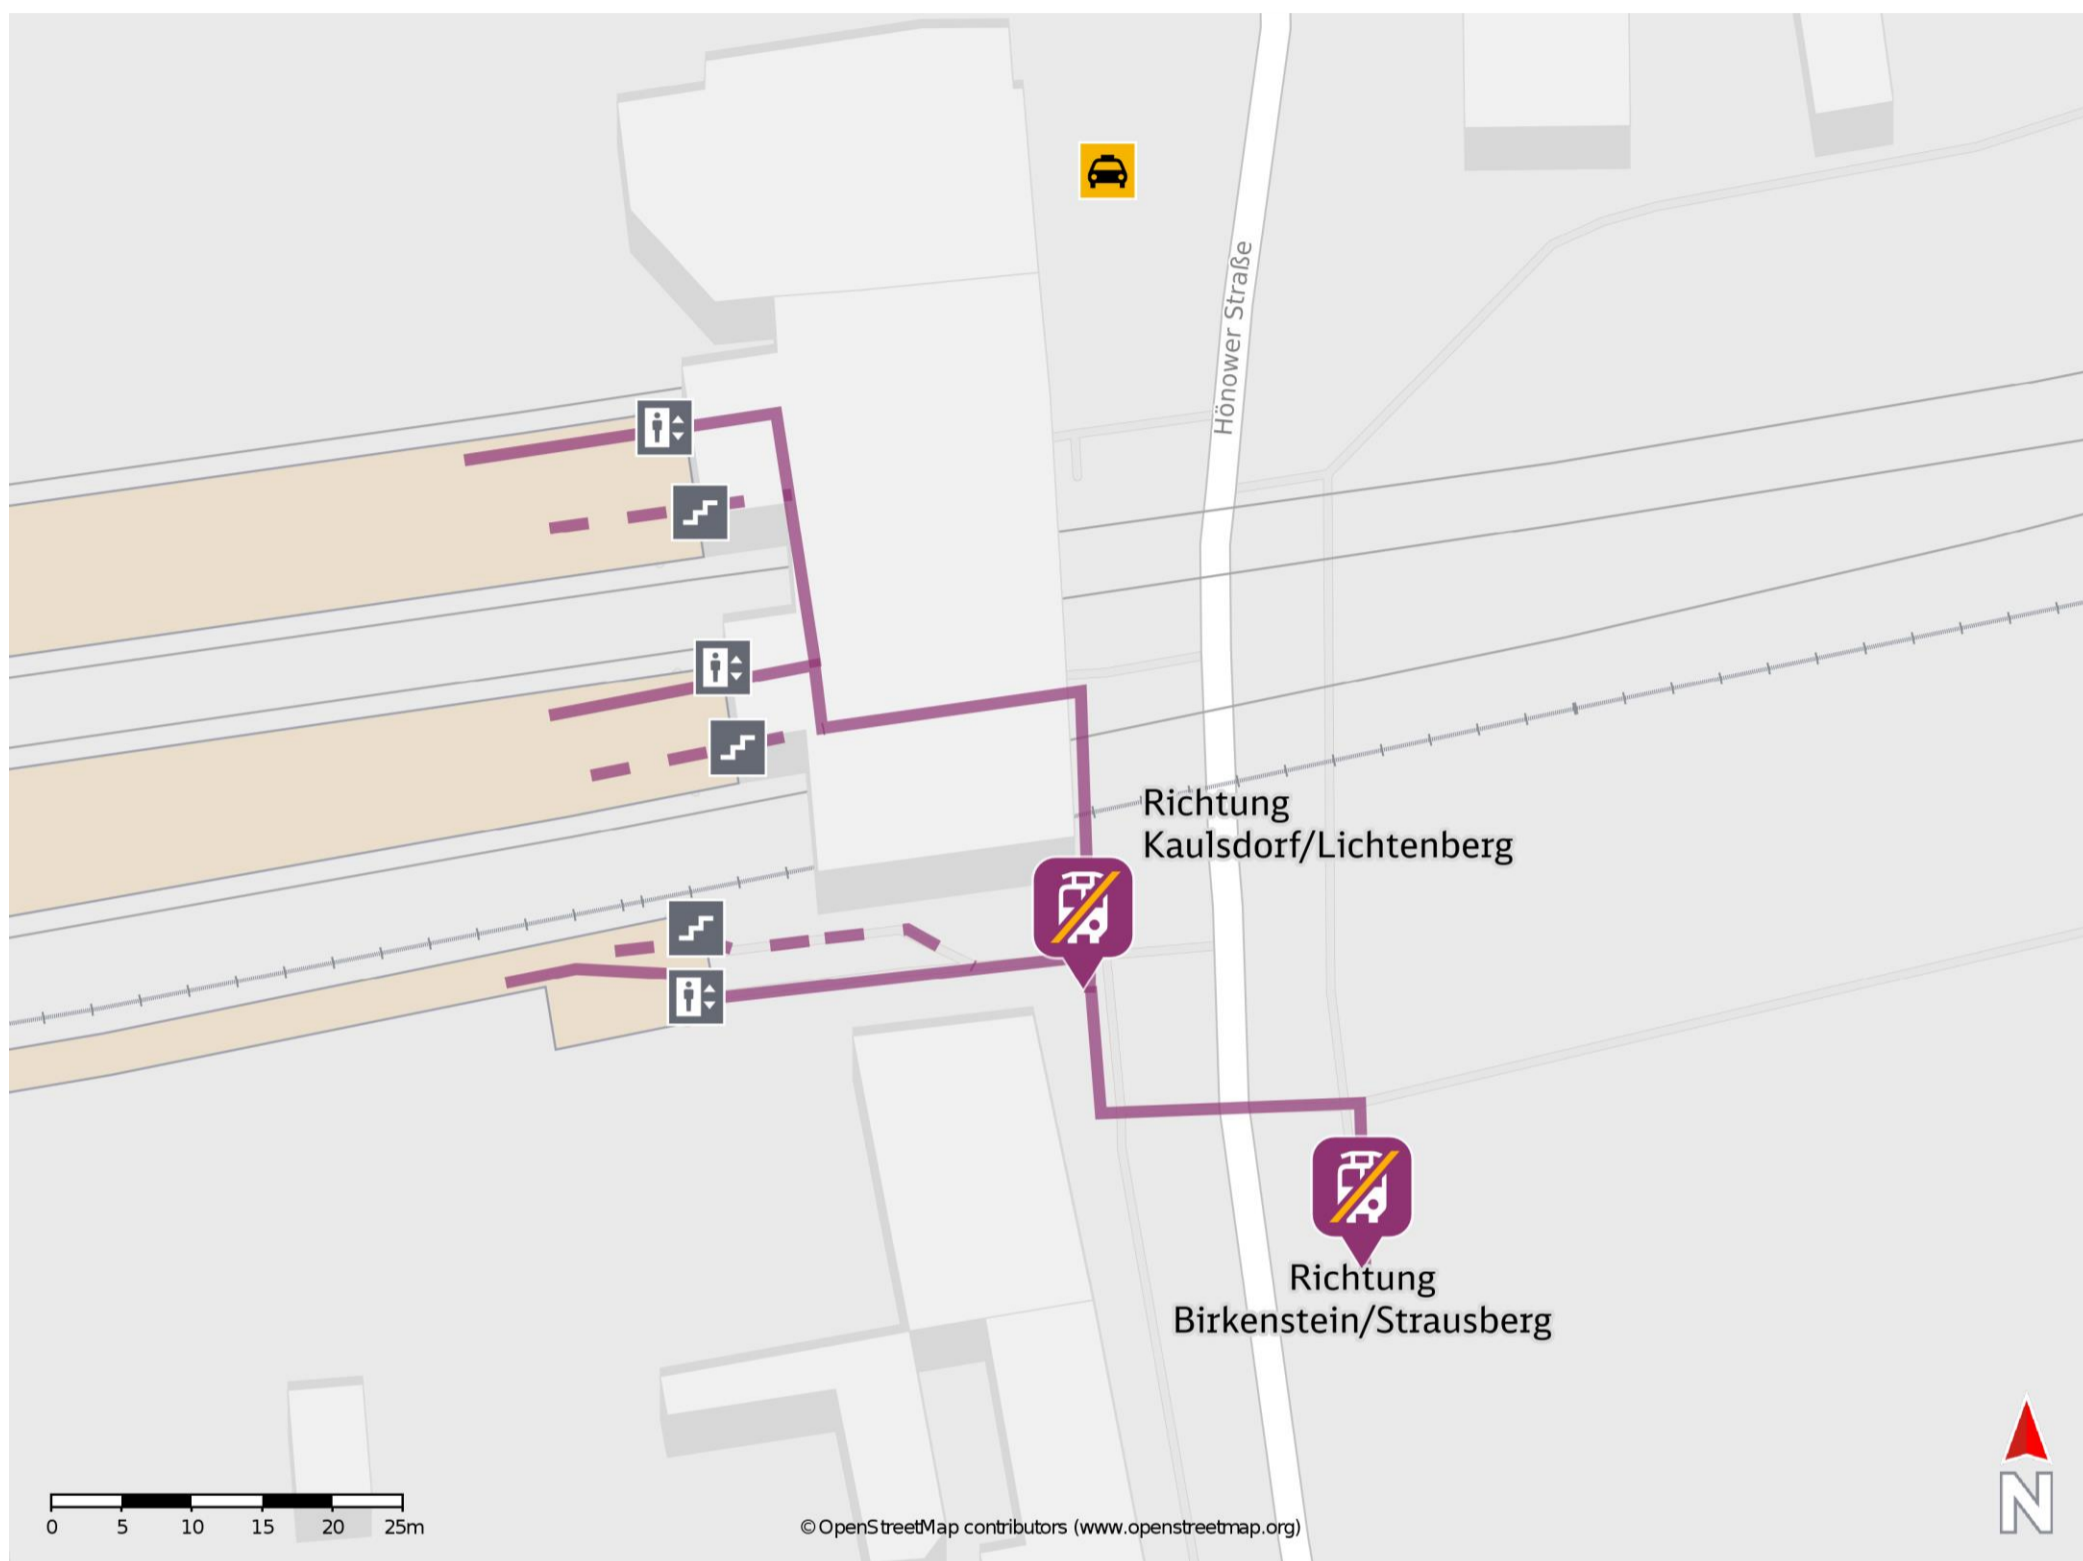 Hönower Straße
Richtung
Kaulsdorf/Lichtenberg
Richtung
Birkenstein/Strausberg
N
0 5 10 15 20 25m
© OpenStreetMap contributors (www.openstreetmap.org)